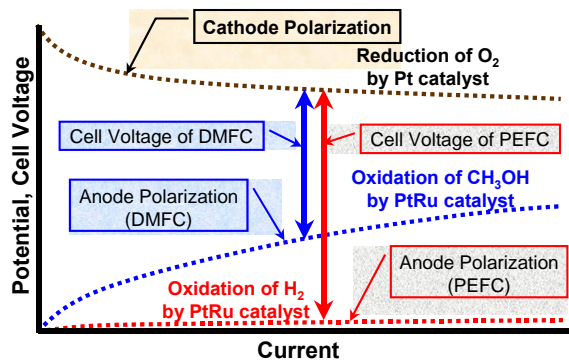 Cathode Polarization
Reduction of O₂
by Pt catalyst
Cell Voltage of DMFC
Cell Voltage of PEFC
Anode Polarization
(DMFC)
Oxidation of CH₃OH
by PtRu catalyst
Oxidation of H₂
by PtRu catalyst
Anode Polarization
(PEFC)
Potential, Cell Voltage
Current